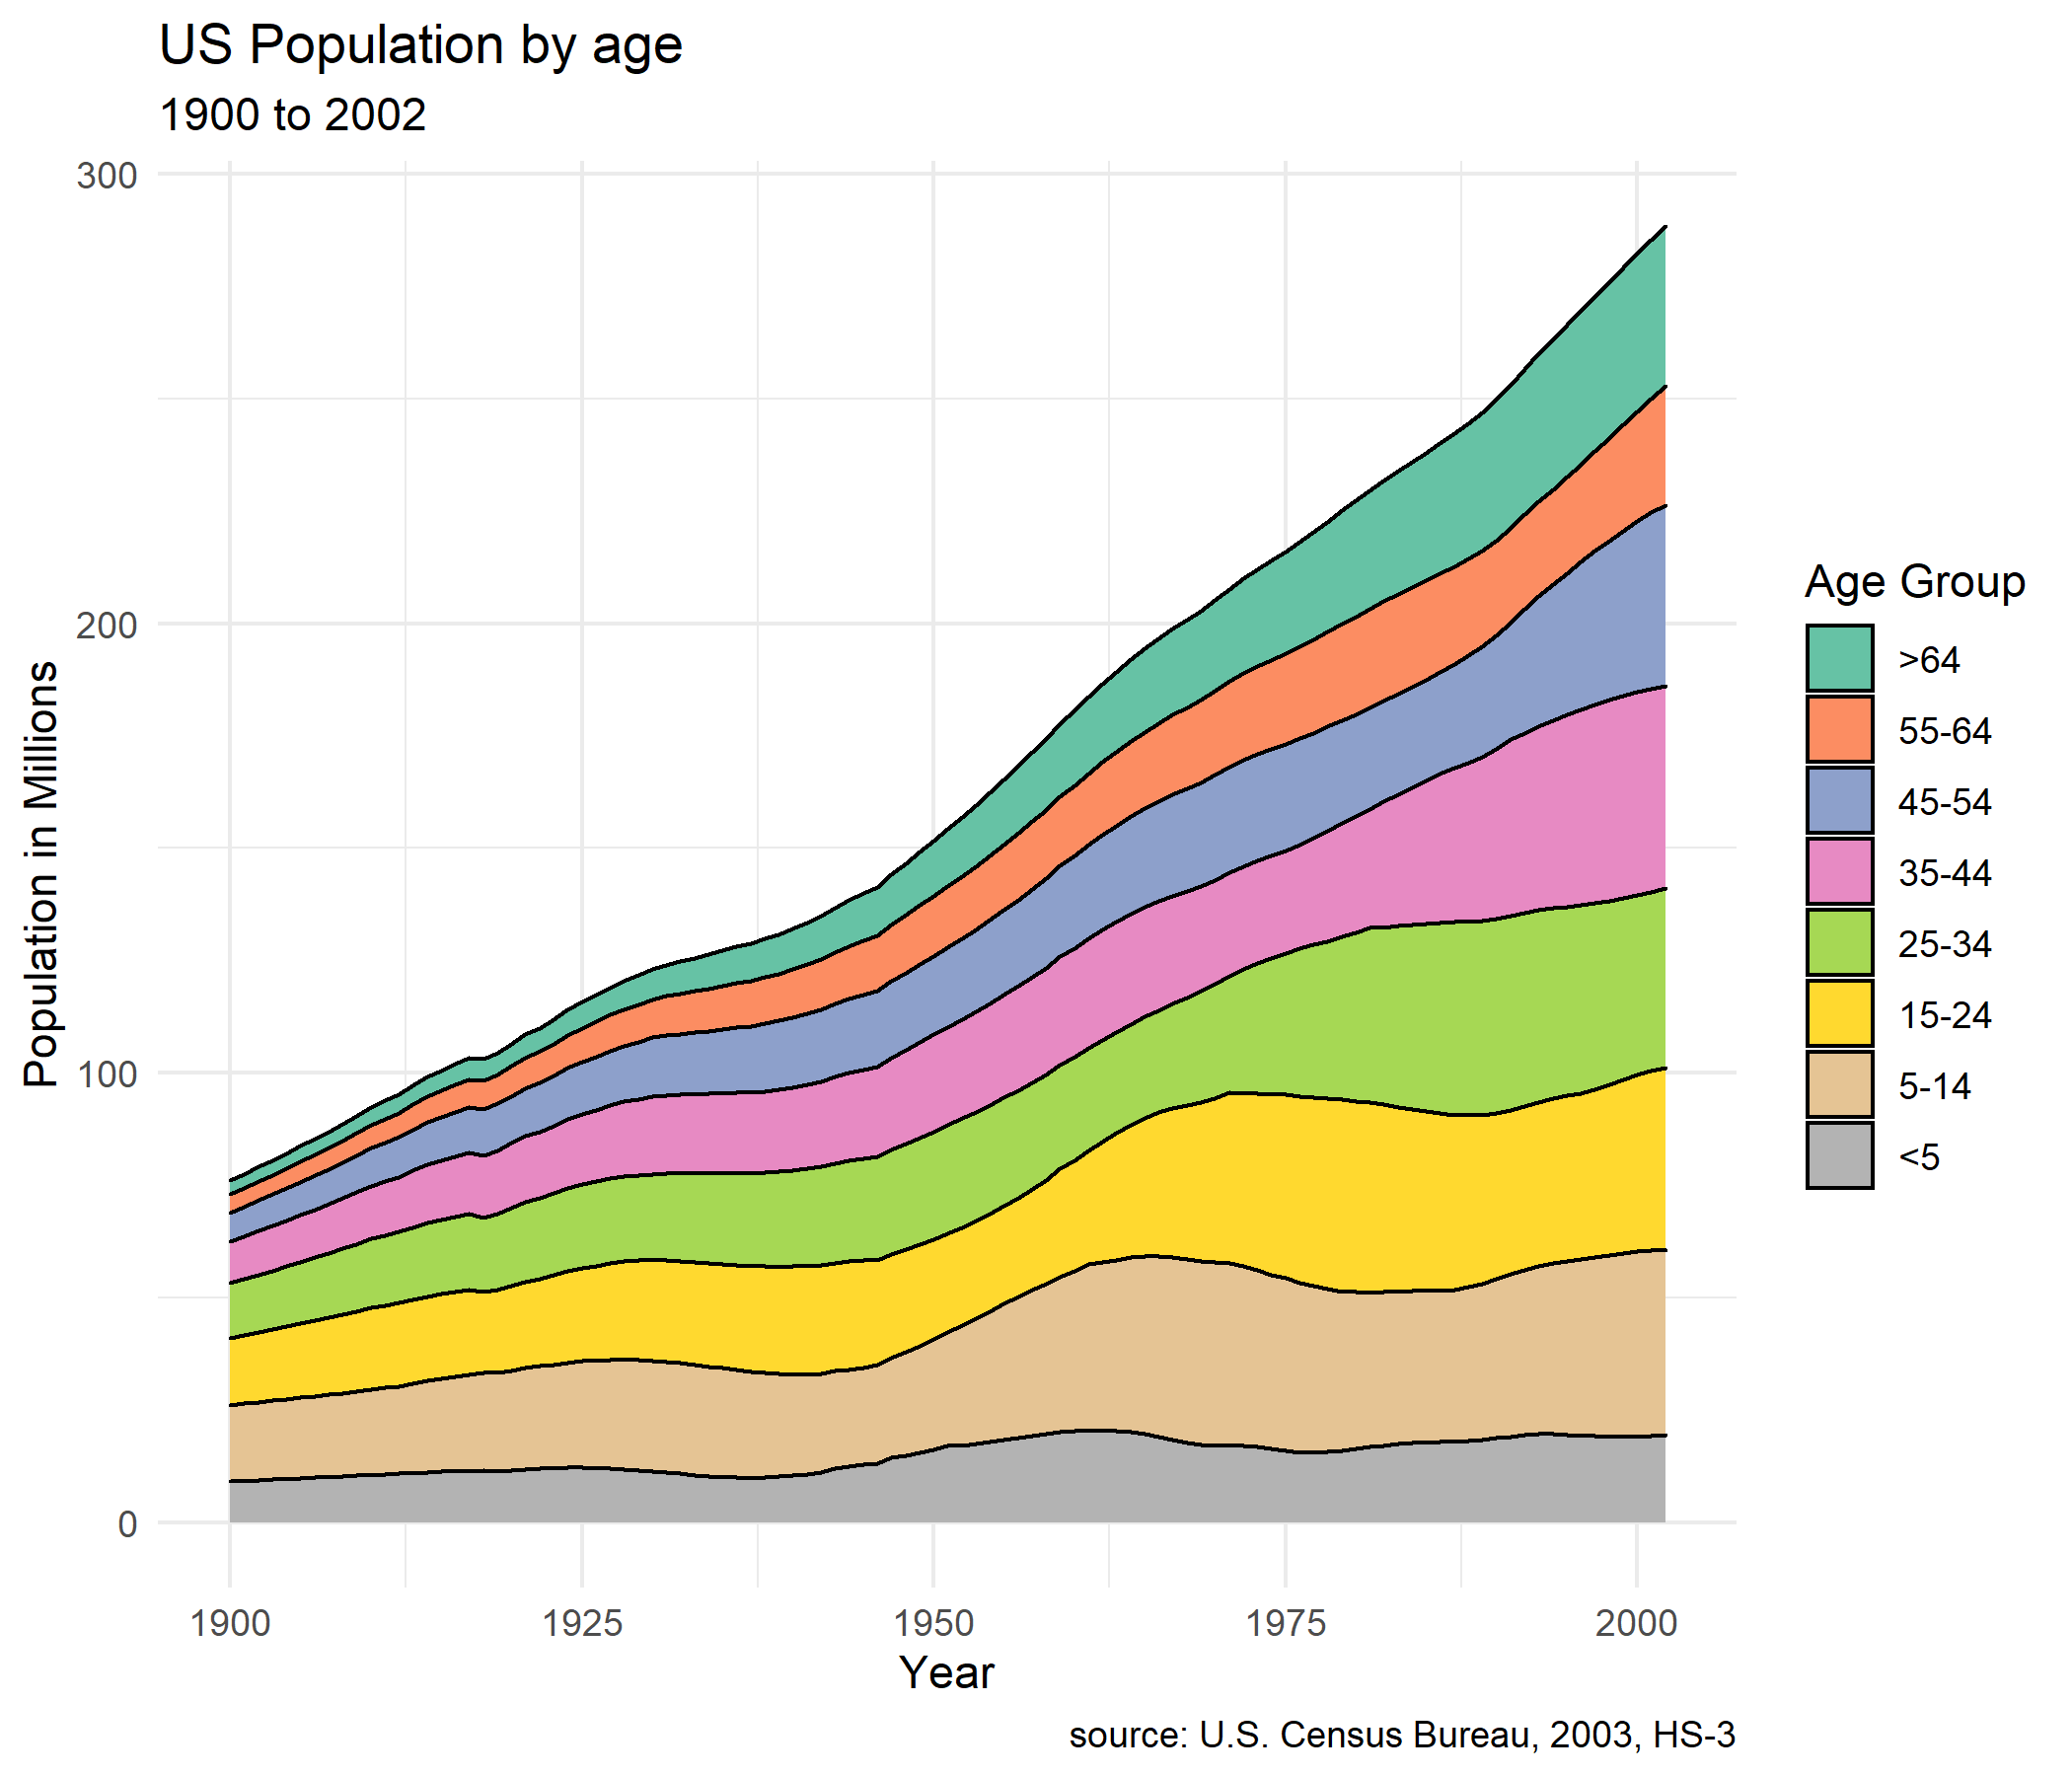 US Population by age
1900 to 2002
300
200
100
0
Population in Millions
1900 1925 1950 1975 2000
Year
Age Group
>64
55-64
45-54
35-44
25-34
15-24
5-14
<5
source: U.S. Census Bureau, 2003, HS-3